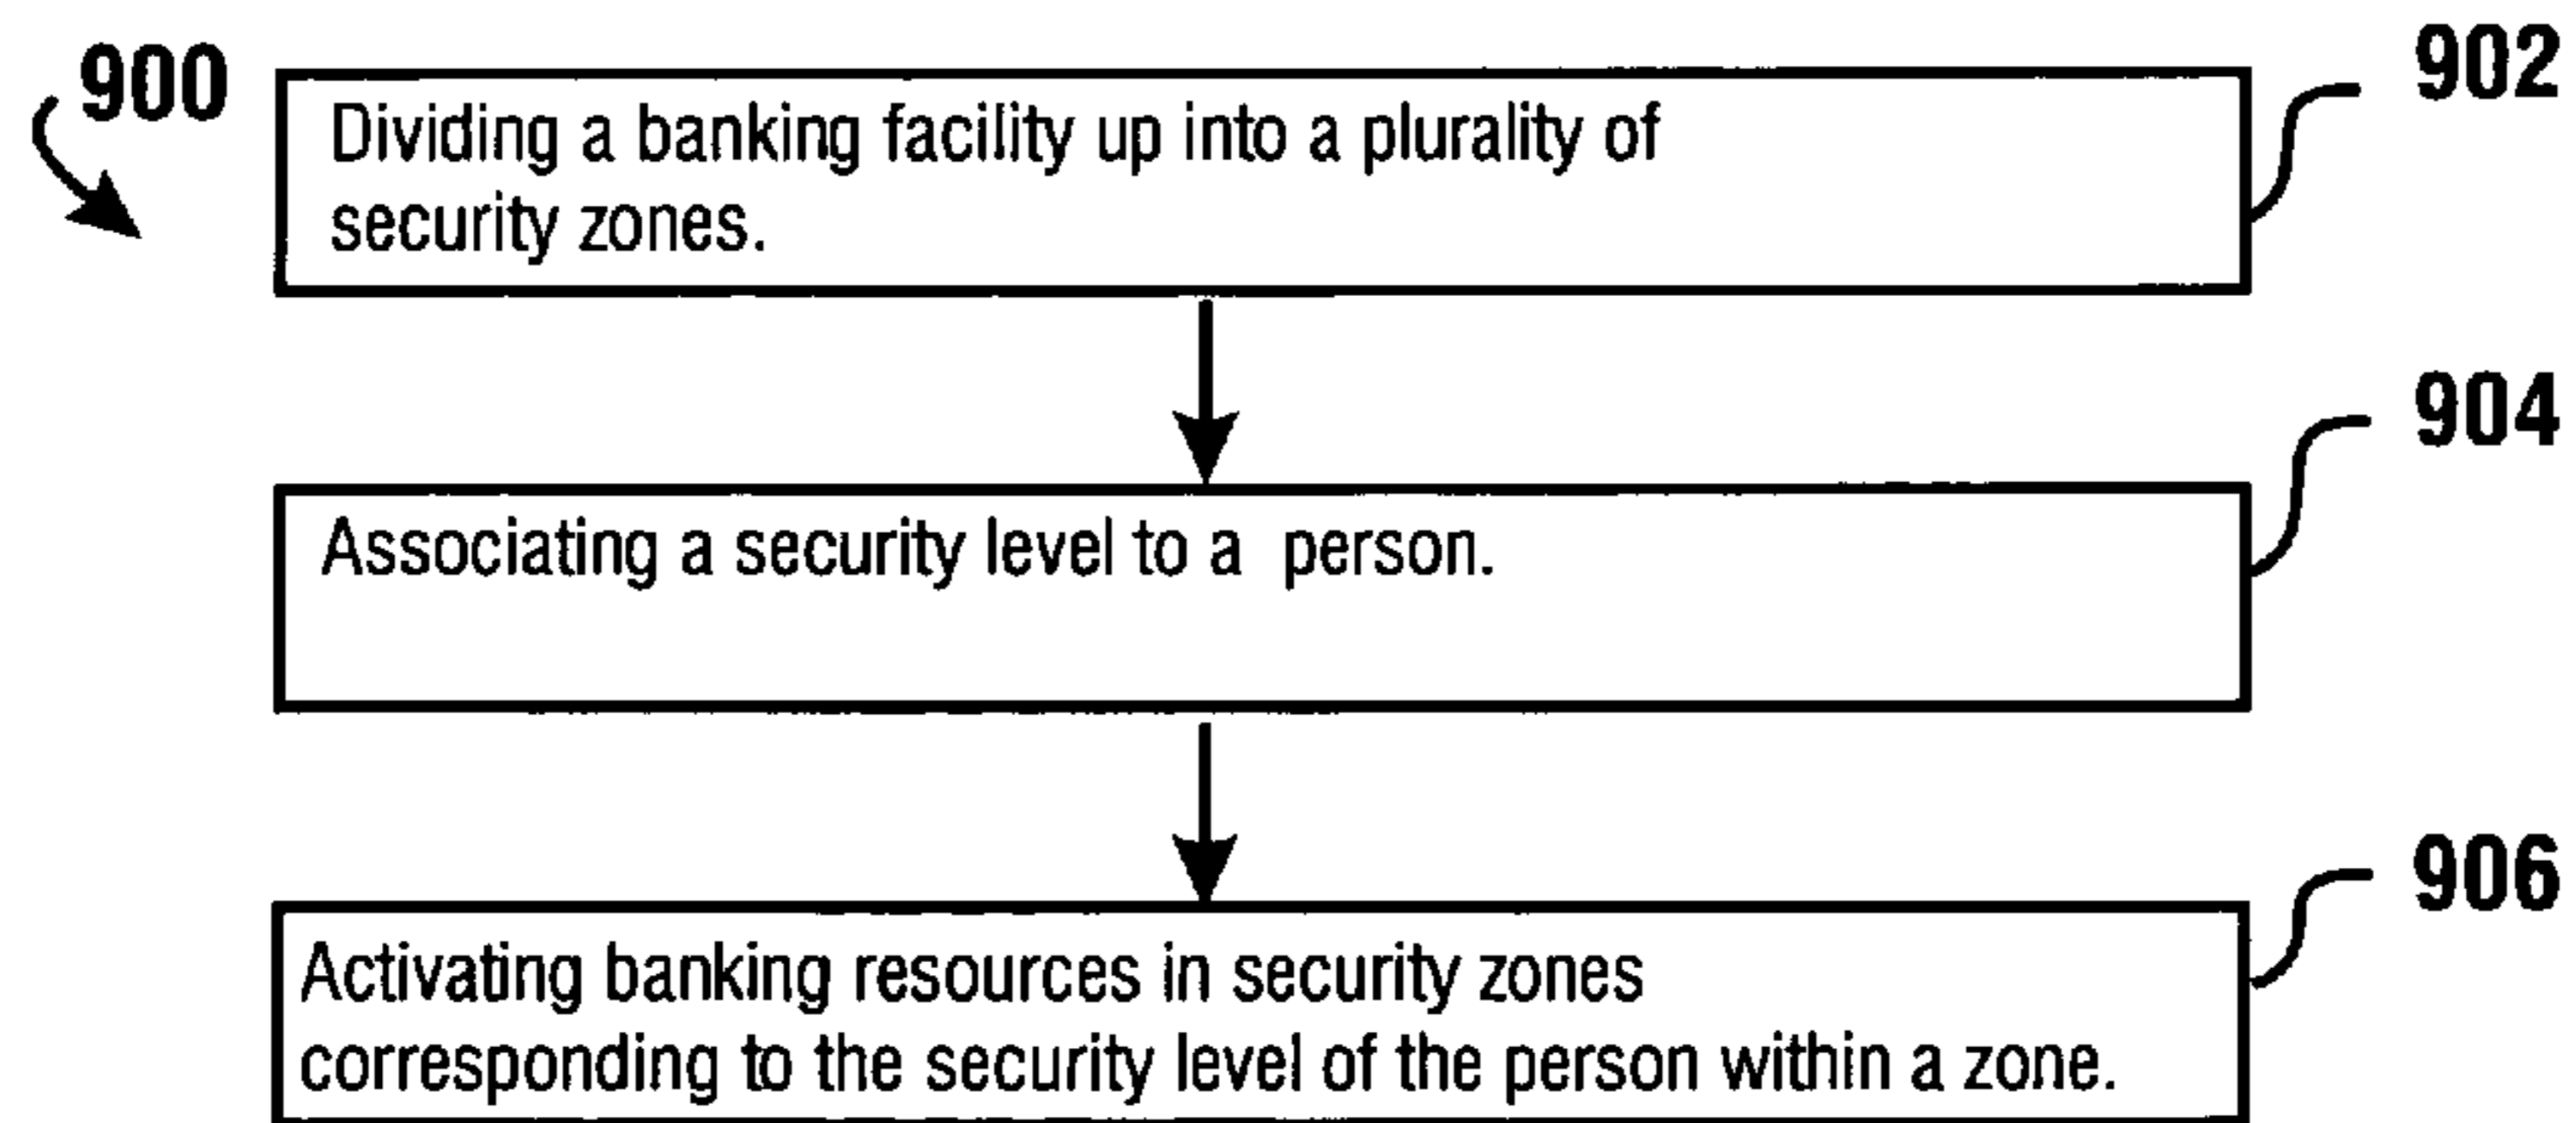 900
902
Dividing a banking facility up into a plurality of
security zones.
904
Associating a security level to a person.
906
Activating banking resources in security zones
corresponding to the security level of the person within a zone.